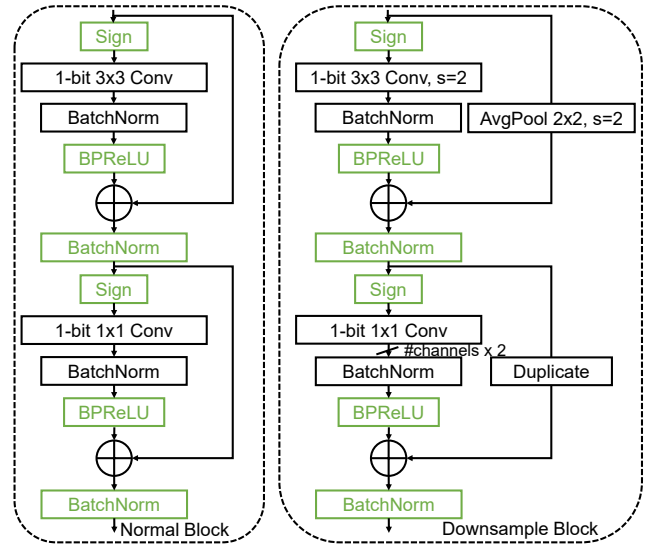 Sign
1-bit 3x3 Conv
BatchNorm
BPReLU
BatchNorm
Sign
1-bit 1x1 Conv
BatchNorm
BPReLU
BatchNorm
Normal Block
Sign
1-bit 3x3 Conv, s=2
BatchNorm
AvgPool 2x2, s=2
BPReLU
BatchNorm
Sign
1-bit 1x1 Conv
#channels x 2
BatchNorm
Duplicate
BPReLU
BatchNorm
Downsample Block